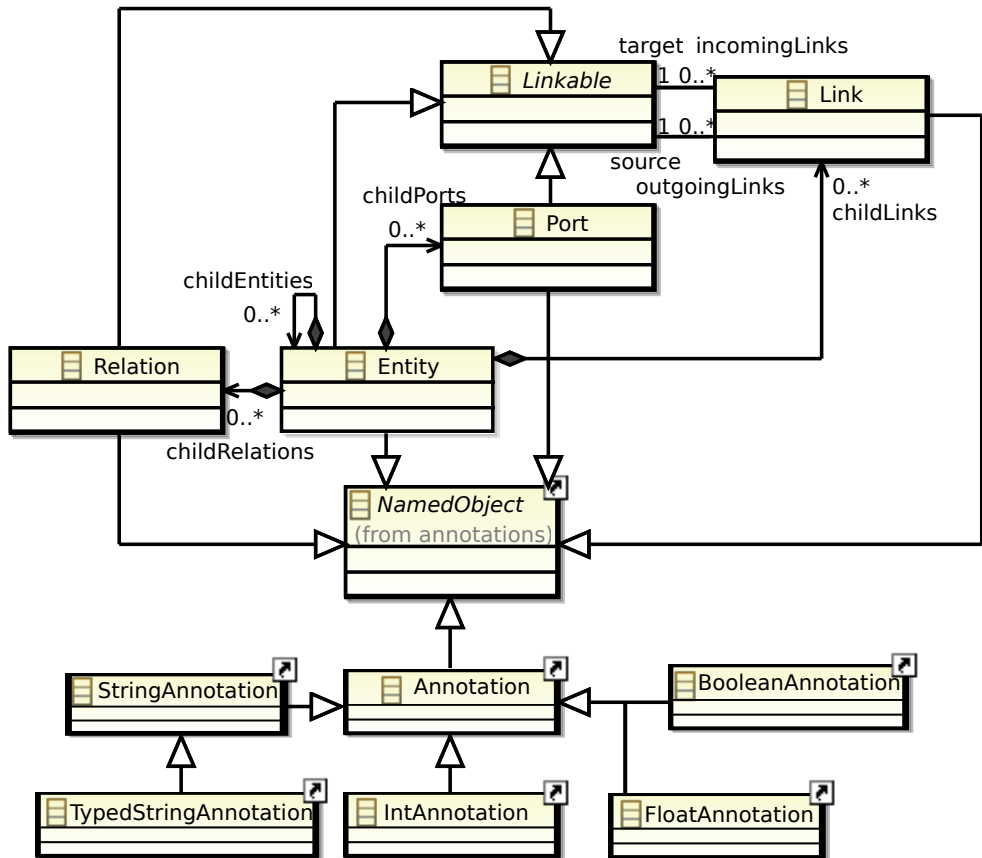 target incomingLinks
Linkable
1 0..*
Link
1 0..*
source
outgoingLinks
0..*
childLinks
childPorts
0..*
Port
childEntities
0..*
Relation
Entity
0..*
childRelations
NamedObject
(from annotations)
StringAnnotation
Annotation
BooleanAnnotation
TypedStringAnnotation
IntAnnotation
FloatAnnotation